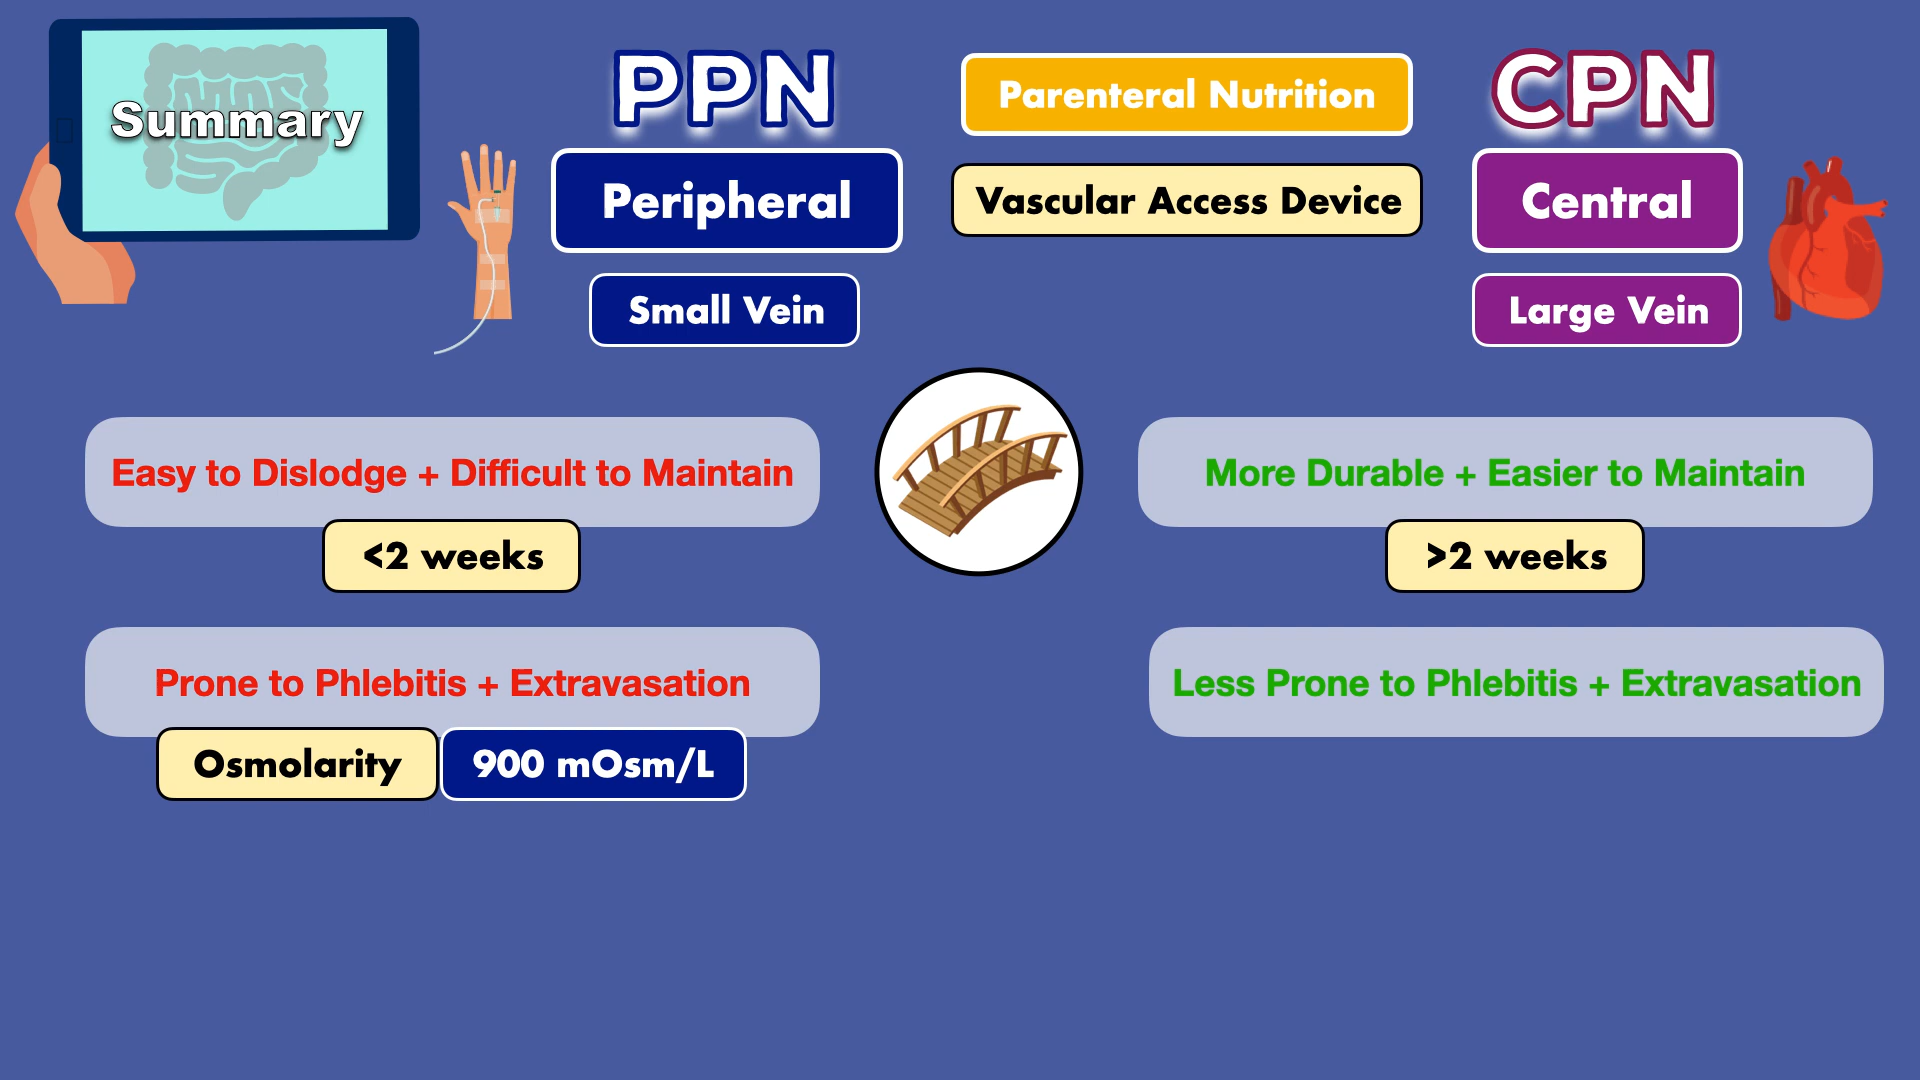 Summary
PPN
Parenteral Nutrition
CPN
Peripheral
Vascular Access Device
Central
Small Vein
Large Vein
Easy to Dislodge + Difficult to Maintain
More Durable + Easier to Maintain
<2 weeks
>2 weeks
Prone to Phlebitis + Extravasation
Less Prone to Phlebitis + Extravasation
Osmolarity
900 mOsm/L